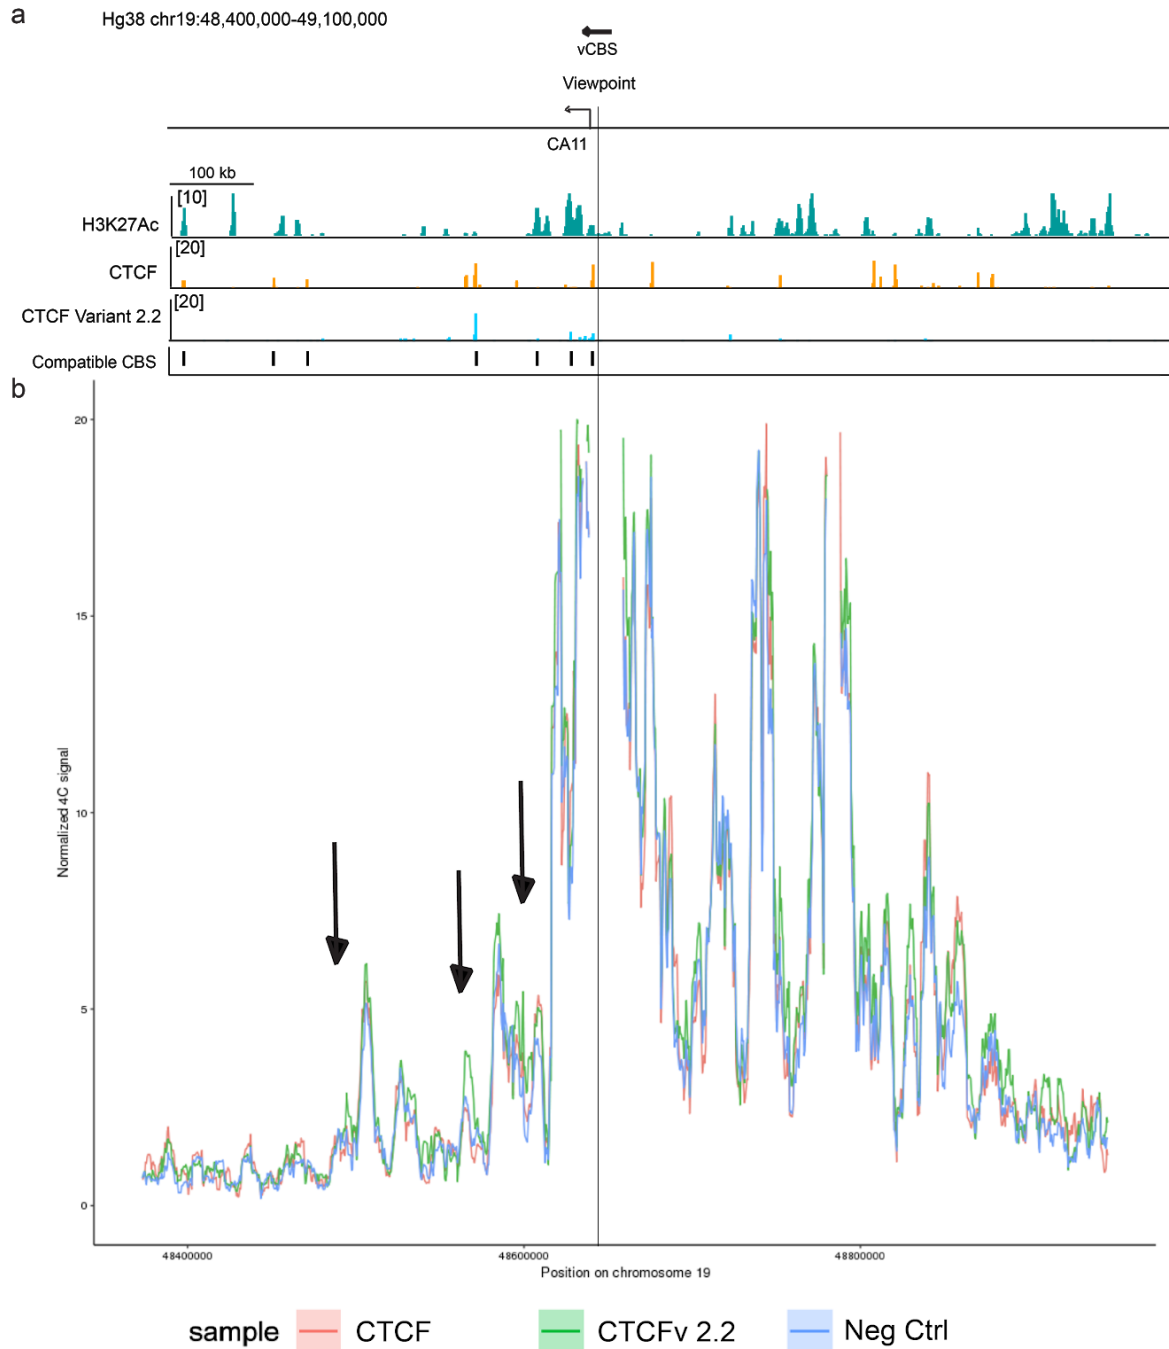 a
Hg38 chr19:48,400,000-49,100,000
vCBS
Viewpoint
CA11
100 kb
[10]
H3K27Ac
[20]
CTCF
[20]
CTCF Variant 2.2
Compatible CBS
b
20
15
10
5
0
Normalized 4C signal
48400000
48600000
48800000
Position on chromosome 19
sample
CTCF
CTCFv 2.2
Neg Ctrl